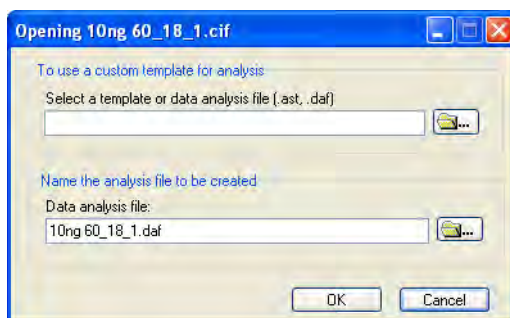 Opening 10ng 60_18_1.cif
To use a custom template for analysis
Select a template or data analysis file (.ast, .daf)
...
Name the analysis file to be created
Data analysis file:
10ng 60_18_1.daf
...
OK Cancel